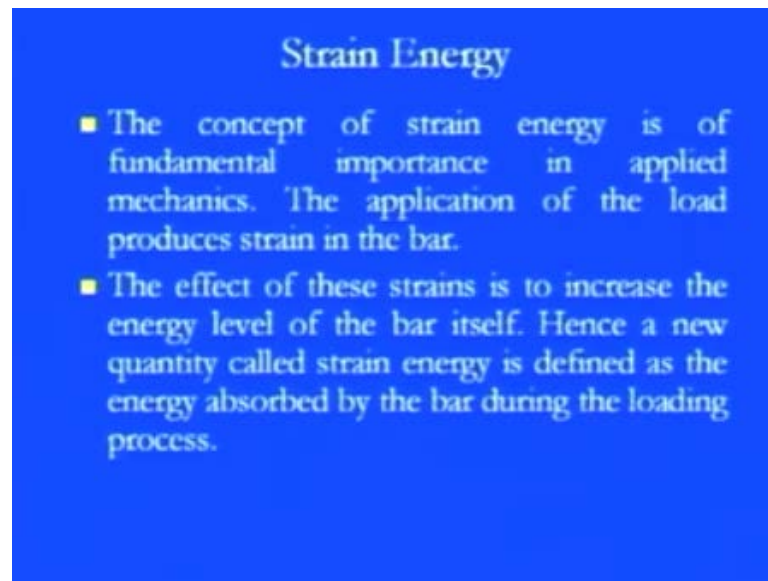 Strain Energy
The concept of strain energy is of
fundamental importance in applied
mechanics. The application of the load
produces strain in the bar.
The effect of these strains is to increase the
energy level of the bar itself. Hence a new
quantity called strain energy is defined as the
energy absorbed by the bar during the loading
process.